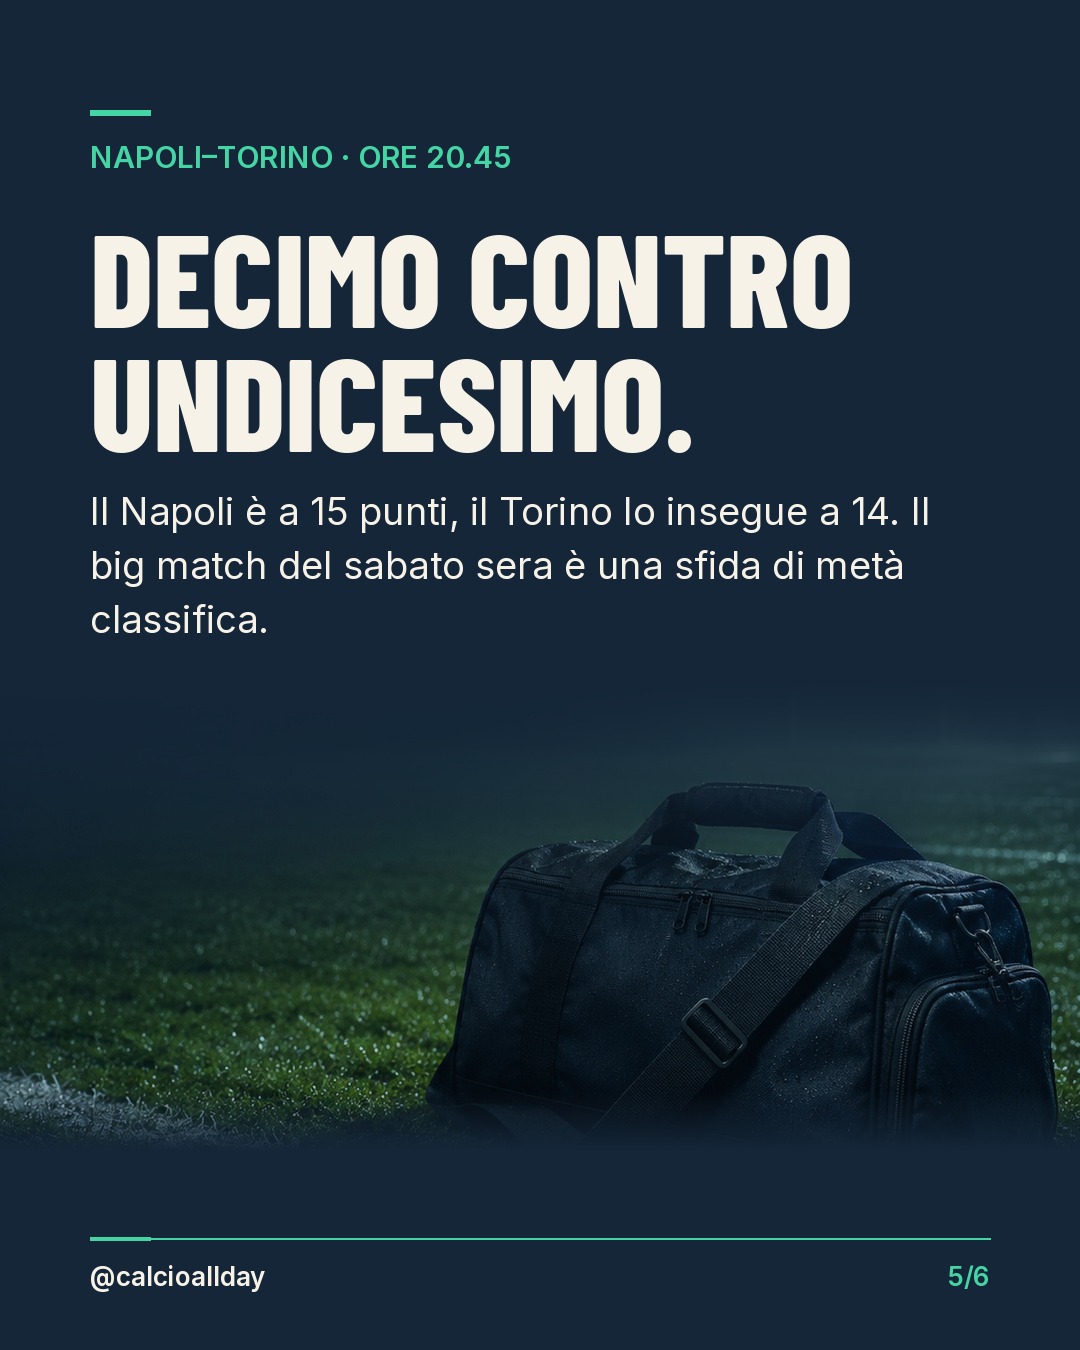 NAPOLI–TORINO · ORE 20.45
DECIMO CONTRO
UNDICESIMO.
Il Napoli è a 15 punti, il Torino lo insegue a 14. Il
big match del sabato sera è una sfida di metà
classifica.
@calcioallday
5/6